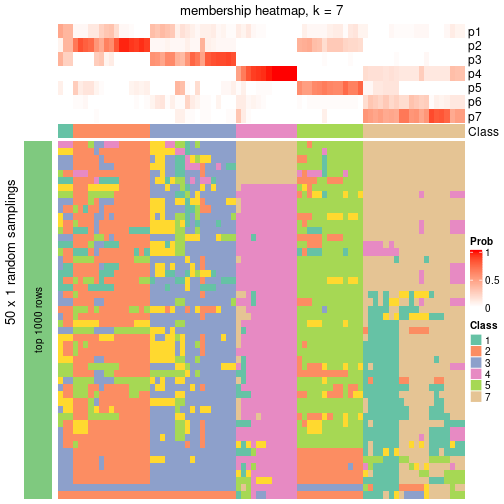 membership heatmap, k = 7
p1
p2
p3
p4
p5
p6
p7
Class
50 x 1 random samplings
top 1000 rows
Prob
1
0.5
0
Class
1
2
3
4
5
7